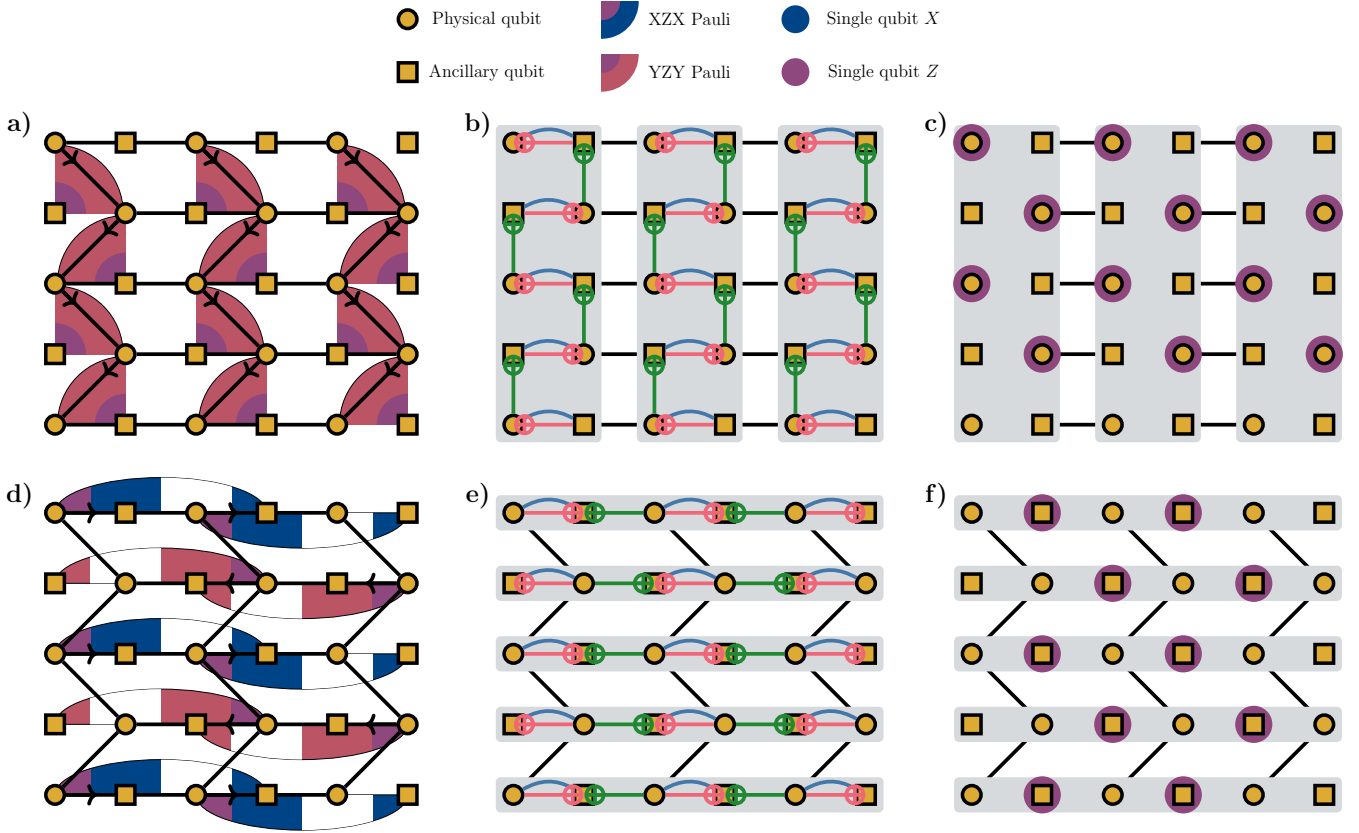 Physical qubit
XZX Pauli
Single qubit X
Ancillary qubit
YZY Pauli
Single qubit Z
a)
b)
c)
d)
e)
f)